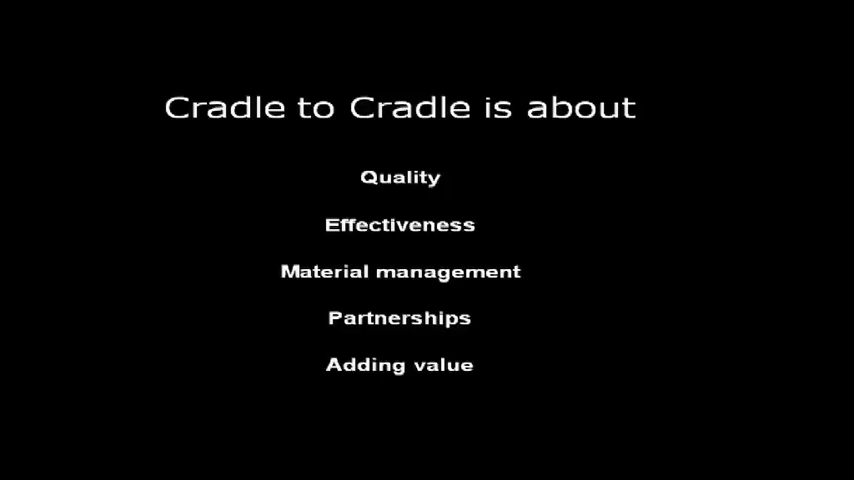 Cradle to Cradle is about
Quality
Effectiveness
Material management
Partnerships
Adding value